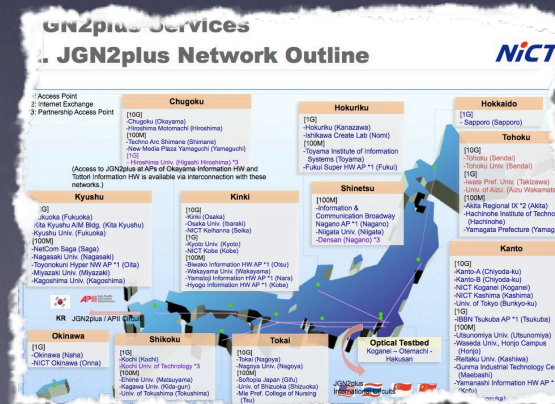 GN2plus Services
. JGN2plus Network Outline
NiCT
: Access Point
2: Internet Exchange
3: Partnership Access Point
Chugoku
[10G]
-Chugoku (Okayama)
-Hiroshima Motomachi (Hiroshima)
[100M]
-Techno Arc Shimane (Shimane)
-New Media Plaza Yamaguchi (Yamaguchi)
[1G]
- Hiroshima Univ. (Higashi Hiroshima) *3
(Access to JGN2plus at APs of Okayama Information HW and
Tottori Information HW is available via interconnection with these
networks.)
Hokuriku
[1G]
-Hokuriku (Kanazawa)
-Ishikawa Create Lab (Nomi)
[100M]
-Toyama Institute of Information
Systems (Toyama)
-Fukui Super HW AP *1 (Fukui)
Hokkaido
[1G]
- Sapporo (Sapporo)
Tohoku
[10G]
-Tohoku (Sendai)
-Tohoku Univ. (Sendai)
[1G]
-Iwate Pref. Univ. (Takizawa)
-Univ. of Aizu (Aizu Wakamat
[100M]
-Akita Regional IX *2 (Akita)
-Hachinohe Institute of Techno
(Hachinohe)
-Yamagata Prefecture (Yamag
Kyushu
G]
Fukuoka (Fukuoka)
Kita Kyushu AIM Bldg. (Kita Kyushu)
-Kyushu Univ. (Fukuoka)
[100M]
-NetCom Saga (Saga)
-Nagasaki Univ. (Nagasaki)
-Toyonokuni Hyper NW AP *1 (Oita)
-Miyazaki Univ. (Miyazaki)
-Kagoshima Univ. (Kagoshima)
Kinki
[10G]
-Kinki (Osaka)
-Osaka Univ. (Ibaraki)
-NICT Keihanna (Seika)
[1G]
-Kyoto Univ. (Kyoto)
-NICT Kobe (Kobe)
[100M]
-Biwako Information HW AP *1 (Otsu)
-Wakayama Univ. (Wakayama)
-Yamatoji Information HW AP *1 (Nara)
-Hyogo Information HW AP *1 (Kobe)
Shinetsu
[100M]
-Information &
Communication Broadway
Nagano AP *1 (Nagano)
-Niigata Univ. (Niigata)
-Densan (Nagano) *3
Kanto
[10G]
-Kanto-A (Chiyoda-ku)
-Kanto-B (Chiyoda-ku)
-NICT Koganei (Koganei)
-NICT Kashima (Kashima)
-Univ. of Tokyo (Bunkyo-ku)
[1G]
-IBBN Tsukuba AP *1 (Tsukuba)
[100M]
-Utsunomiya Univ. (Utsunomiya)
-Waseda Univ., Honjo Campus
(Honjo)
-Reitaku Univ. (Kashiwa)
-Gunma Industrial Technology Ce
(Maebashi)
-Yamanashi Information HW AP *
(Kofu)
KR JGN2plus / APII Circuit
Okinawa
[1G]
-Okinawa (Naha)
-NICT Okinawa (Onna)
Shikoku
[1G]
-Kochi (Kochi)
-Kochi Univ. of Technology *3
[100M]
-Ehime Univ. (Matsuyama)
-Kagawa Univ. (Kida-gun)
-Univ. of Tokushima (Tokushima)
Tokai
[10G]
-Tokai (Nagoya)
-Nagoya Univ. (Nagoya)
[100M]
-Softopia Japan (Gifu)
-Univ. of Shizuoka (Shizuoka)
-Mie Pref. College of Nursing
(Tsu)
Optical Testbed
Koganei – Otemachi -
Hakusan
JGN2plus
International Circuits